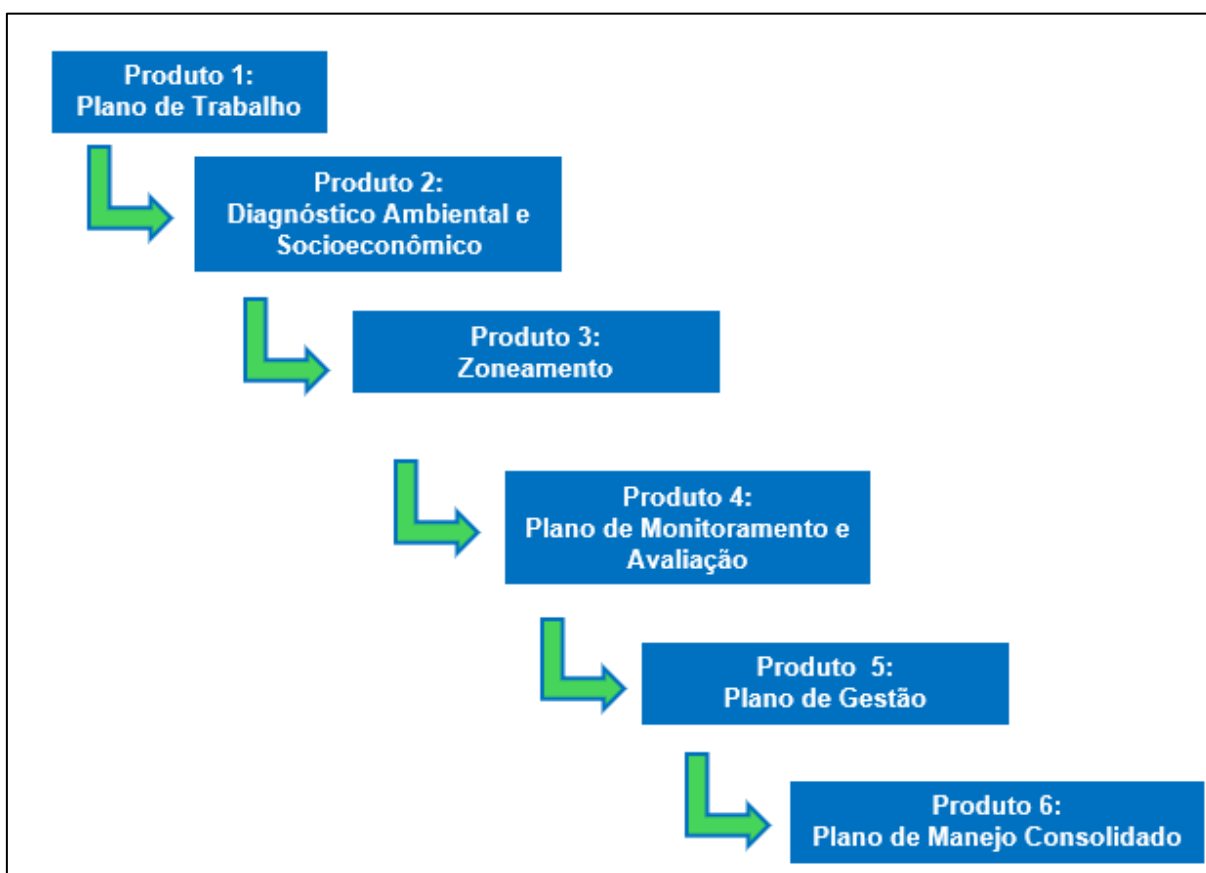 Produto 1:
Plano de Trabalho
Produto 2:
Diagnóstico Ambiental e
Socioeconômico
Produto 3:
Zoneamento
Produto 4:
Plano de Monitoramento e
Avaliação
Produto  5:
Plano de Gestão
Produto 6:
Plano de Manejo Consolidado